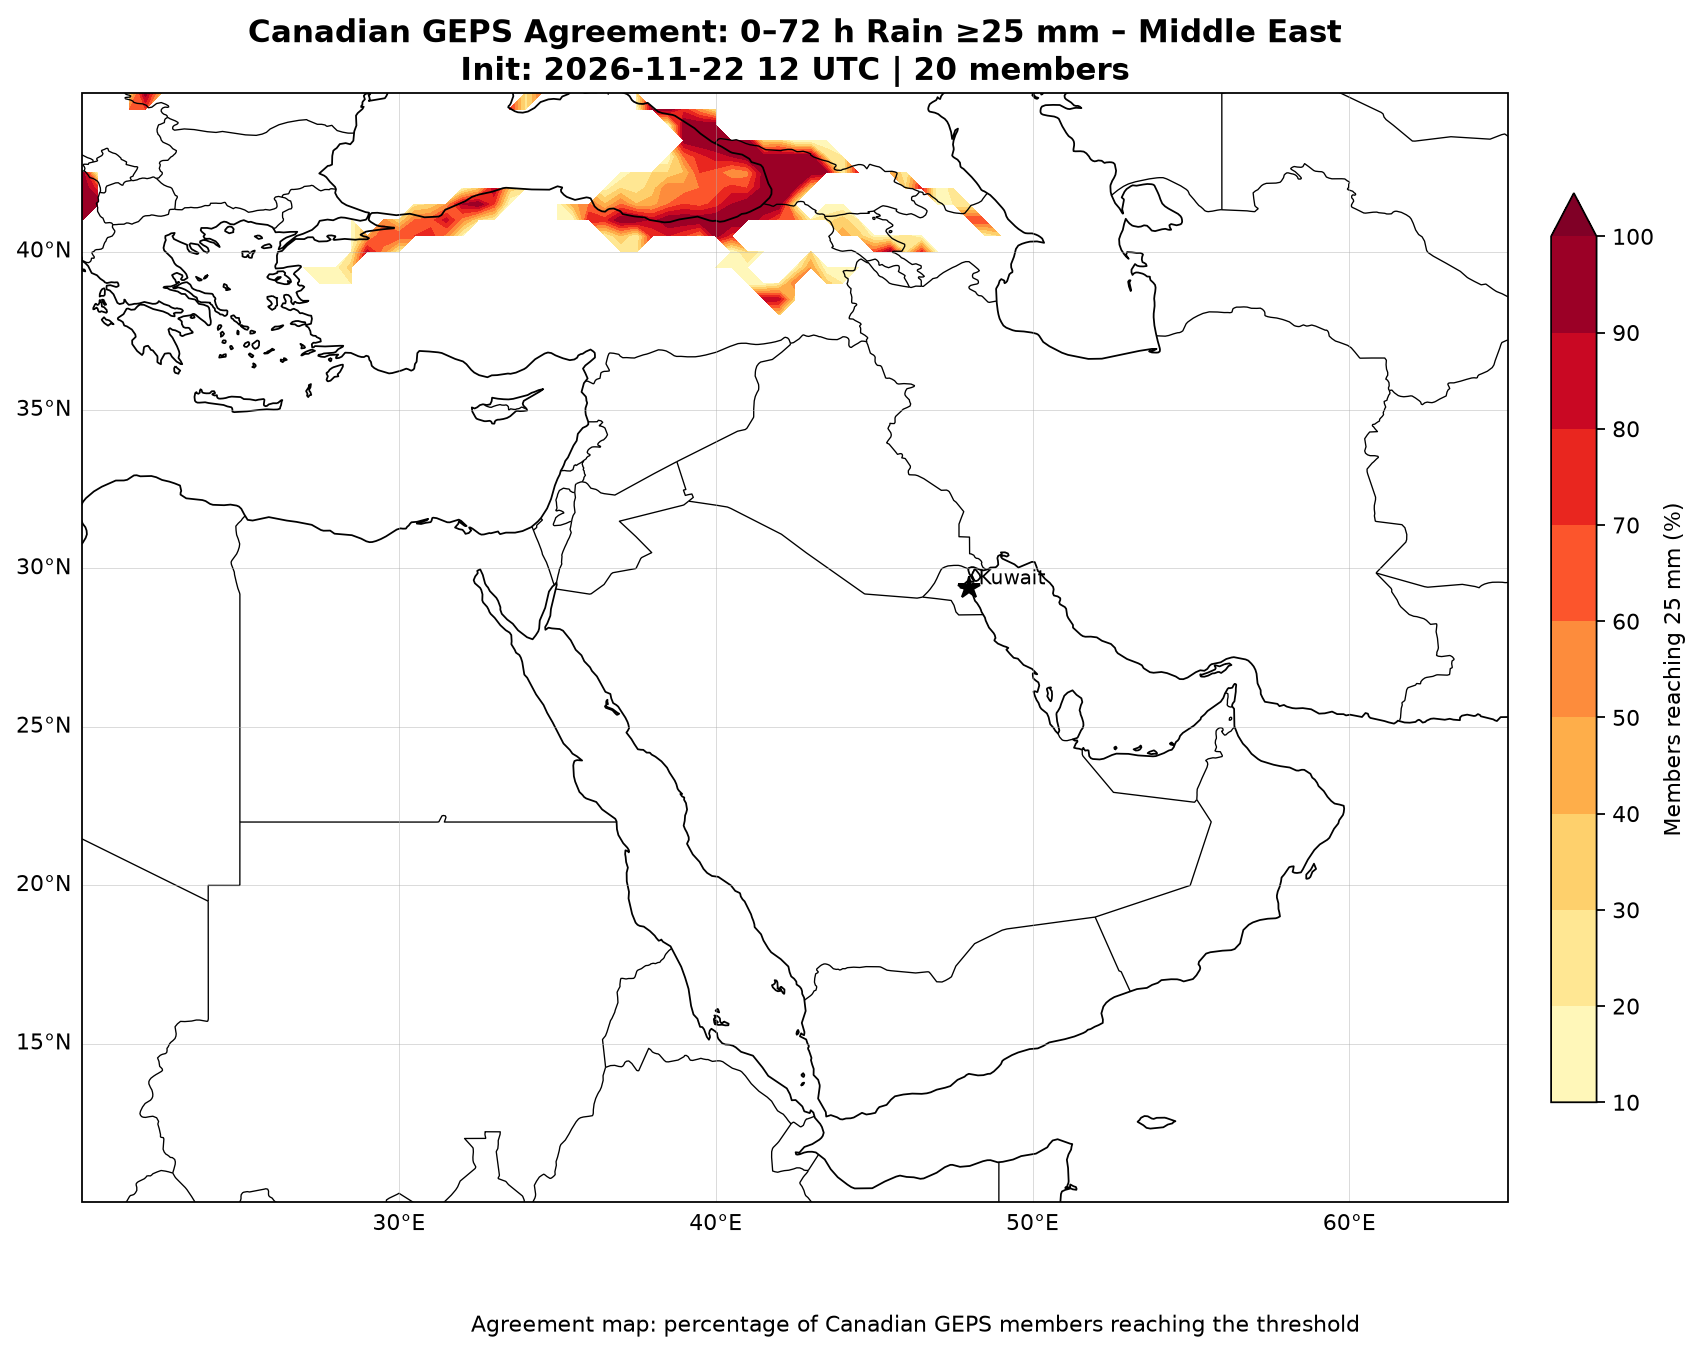 Canadian GEPS Agreement: 0–72 h Rain ≥25 mm – Middle East
Init: 2026-11-22 12 UTC | 20 members
40°N
35°N
30°N
25°N
20°N
15°N
30°E
40°E
50°E
60°E
Kuwait
100
90
80
70
60
50
40
30
20
10
Members reaching 25 mm (%)
Agreement map: percentage of Canadian GEPS members reaching the threshold